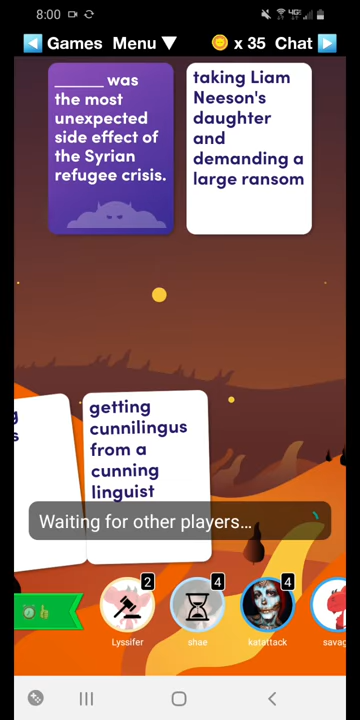 8:00 4G
Games Menu x 35 Chat
______ was
the most
unexpected
side effect of
the Syrian
refugee crisis.
taking Liam
Neeson's
daughter
and
demanding a
large ransom
g
s
getting
cunnilingus
from a
cunning
linguist
Waiting for other players...
h
2
4
4
Lyssifer
shae
katattack
savag